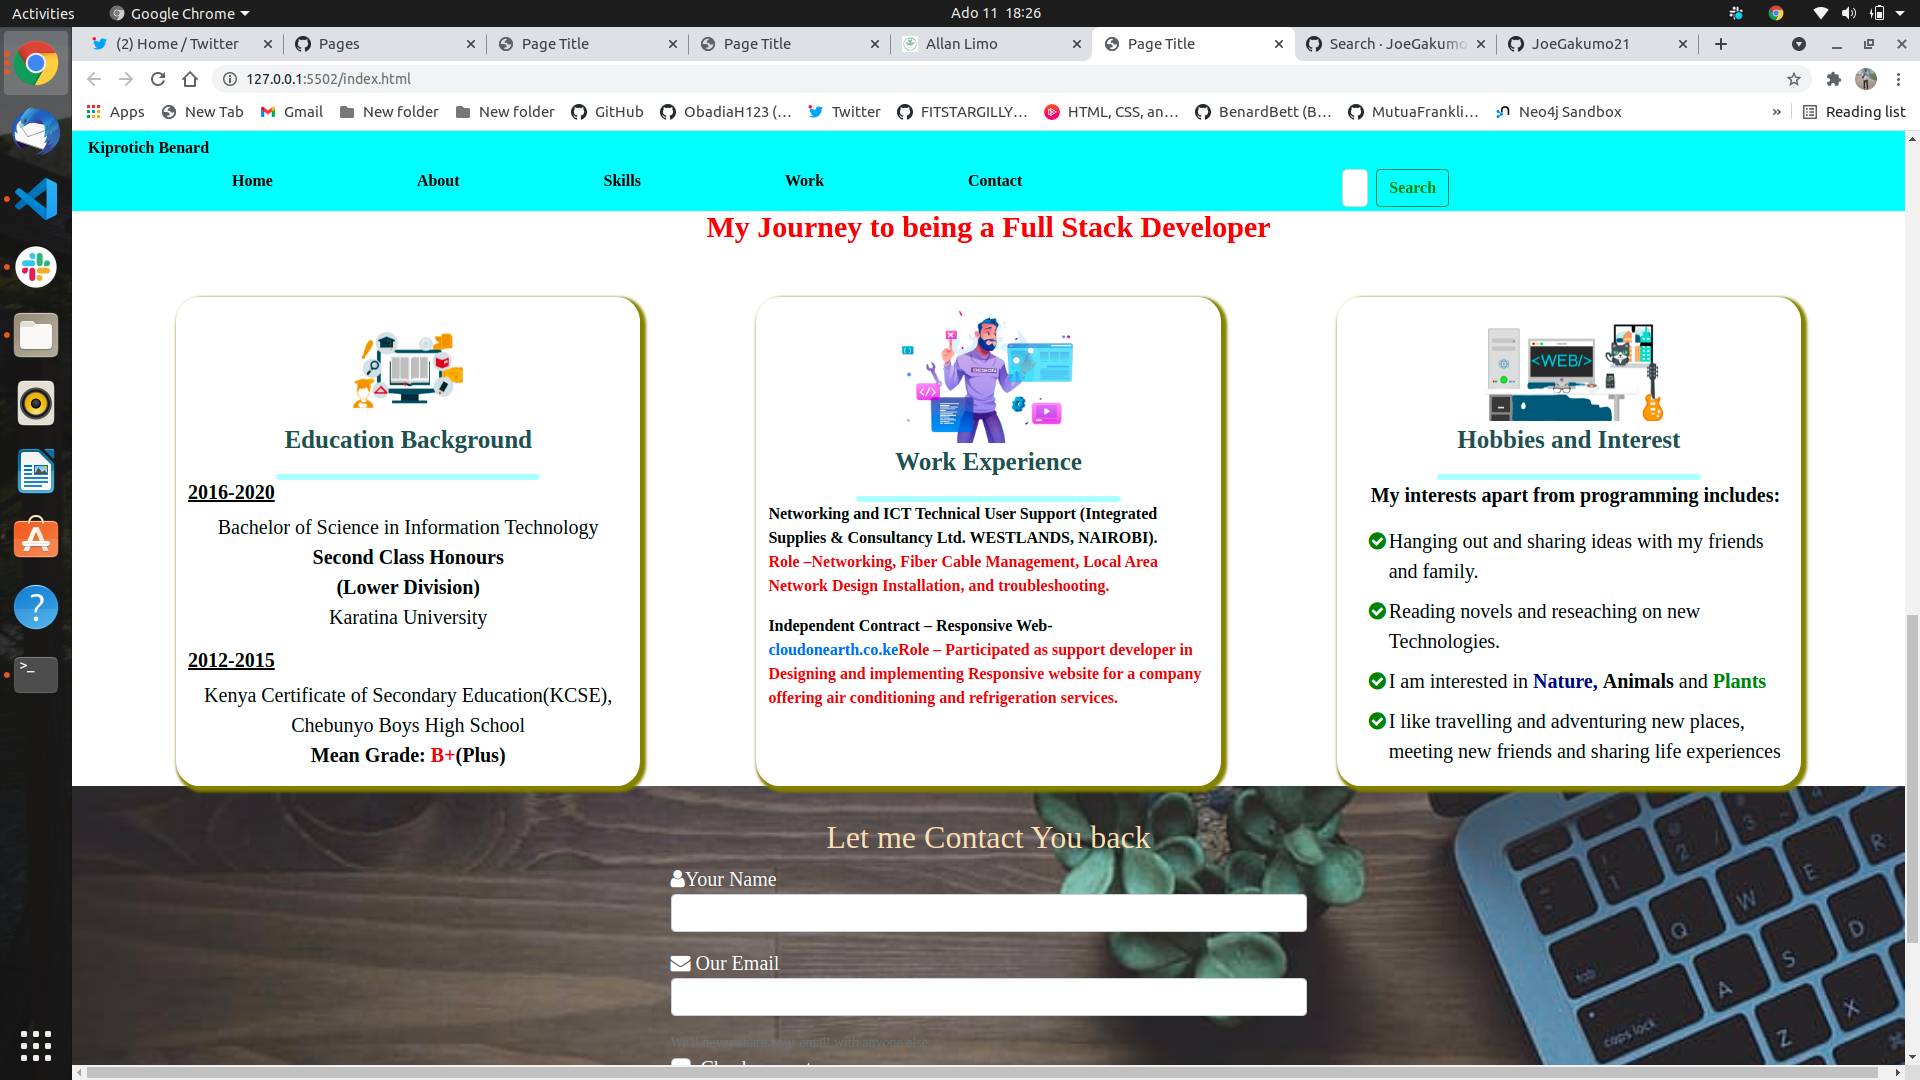 Activities
Google Chrome
Ado 11 18:26
(2) Home / Twitter
Pages
Page Title
Page Title
Allan Limo
Page Title
Search · JoeGakumo
JoeGakumo21
127.0.0.1:5502/index.html
Apps
New Tab
Gmail
New folder
New folder
GitHub
ObadiaH123 (...
Twitter
FITSTARGILLY...
HTML, CSS, an...
BenardBett (B...
MutuaFrankli...
Neo4j Sandbox
»
Reading list
Kiprotich Benard
Home
About
Skills
Work
Contact
Search
My Journey to being a Full Stack Developer
Education Background
2016-2020
Bachelor of Science in Information Technology
Second Class Honours
(Lower Division)
Karatina University
2012-2015
Kenya Certificate of Secondary Education(KCSE),
Chebunyo Boys High School
Mean Grade: B+(Plus)
DESIGN
Work Experience
Networking and ICT Technical User Support (Integrated
Supplies & Consultancy Ltd. WESTLANDS, NAIROBI).
Role –Networking, Fiber Cable Management, Local Area
Network Design Installation, and troubleshooting.
Independent Contract – Responsive Web-
cloudonearth.co.keRole – Participated as support developer in
Designing and implementing Responsive website for a company
offering air conditioning and refrigeration services.
<WEB/>
Hobbies and Interest
My interests apart from programming includes:
Hanging out and sharing ideas with my friends
and family.
Reading novels and reseaching on new
Technologies.
I am interested in Nature, Animals and Plants
I like travelling and adventuring new places,
meeting new friends and sharing life experiences
Let me Contact You back
Your Name
Our Email
We'll never share your email with anyone else.
tab
caps lock
Q
W
E
A
S
D
Z
X